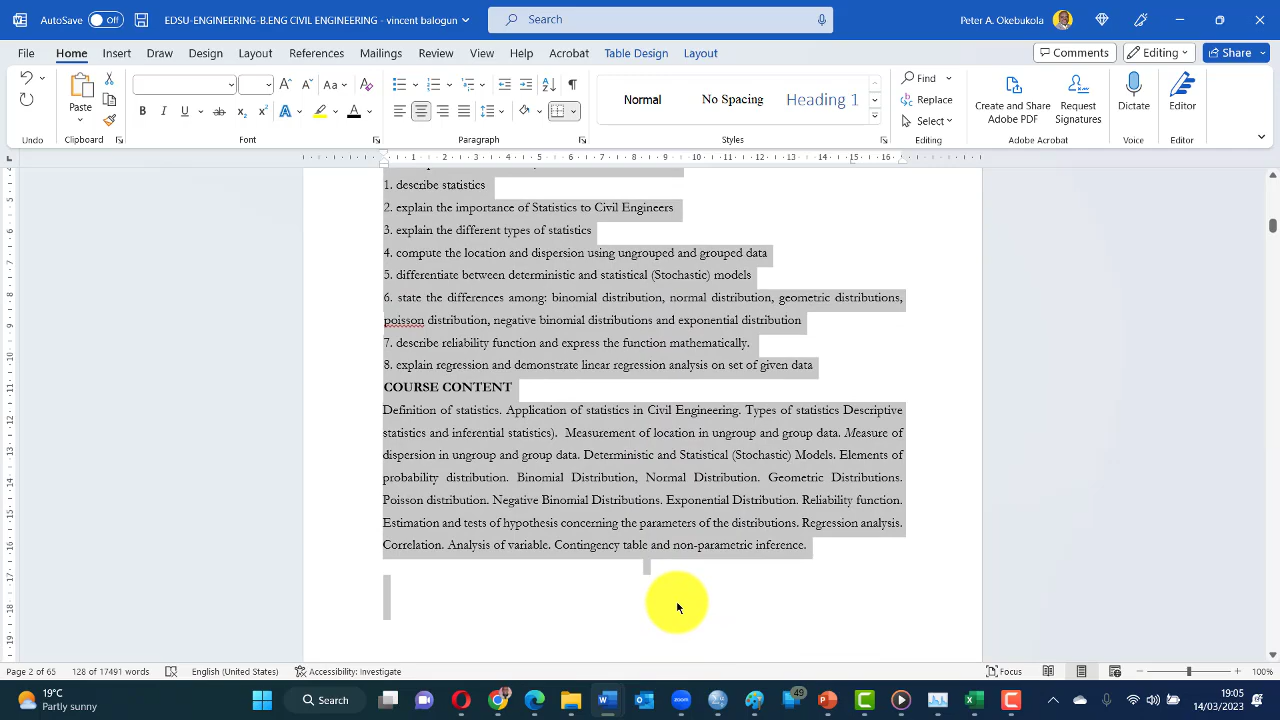 AutoSave Off EDSU-ENGINEERING-B.ENG CIVIL ENGINEERING - vincent balogun Search Peter A. Okebukola
File Home Insert Draw Design Layout References Mailings Review View Help Acrobat Table Design Layout Comments Editing Share
Paste Normal No Spacing Heading 1 Find Replace Select Create and Share Adobe PDF Request Signatures Dictate Editor
Undo Clipboard Font Paragraph Styles Editing Adobe Acrobat Voice Editor
1. describe statistics
2. explain the importance of Statistics to Civil Engineers
3. explain the different types of statistics
4. compute the location and dispersion using ungrouped and grouped data
5. differentiate between deterministic and statistical (Stochastic) models
6. state the differences among: binomial distribution, normal distribution, geometric distributions,
poisson distribution, negative binomial distributions and exponential distribution
7. describe reliability function and express the function mathematically.
8. explain regression and demonstrate linear regression analysis on set of given data
COURSE CONTENT
Definition of statistics. Application of statistics in Civil Engineering. Types of statistics Descriptive
statistics and inferential statistics). Measurement of location in ungroup and group data. Measure of
dispersion in ungroup and group data. Deterministic and Statistical (Stochastic) Models. Elements of
probability distribution. Binomial Distribution, Normal Distribution. Geometric Distributions.
Poisson distribution. Negative Binomial Distributions. Exponential Distribution. Reliability function.
Estimation and tests of hypothesis concerning the parameters of the distributions. Regression analysis.
Correlation. Analysis of variable. Contingency table and non-parametric inference.
Page 2 of 65 128 of 17491 words English (United States) Accessibility: Investigate Focus 100%
19°C
Partly sunny
Search
49
19:05
14/03/2023